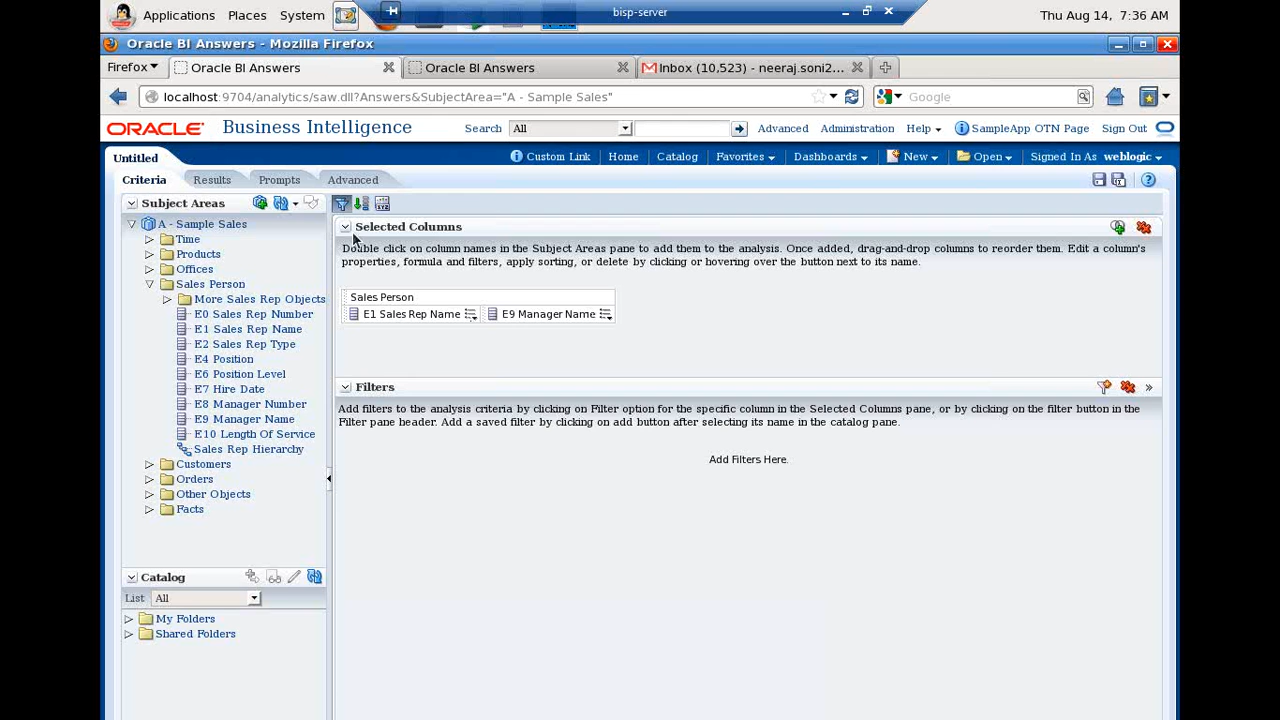 Applications Places System
bisp-server
Thu Aug 14, 7:36 AM
Oracle BI Answers - Mozilla Firefox
Firefox
Oracle BI Answers
Oracle BI Answers
Inbox (10,523) - neeraj.soni2...
localhost:9704/analytics/saw.dll?Answers&SubjectArea="A - Sample Sales"
Google
ORACLE Business Intelligence
Search All
Advanced Administration Help SampleApp OTN Page Sign Out
Untitled
Custom Link Home Catalog Favorites Dashboards New Open Signed In As weblogic
Criteria Results Prompts Advanced
Subject Areas
A - Sample Sales
Time
Products
Offices
Sales Person
More Sales Rep Objects
E0 Sales Rep Number
E1 Sales Rep Name
E2 Sales Rep Type
E4 Position
E6 Position Level
E7 Hire Date
E8 Manager Number
E9 Manager Name
E10 Length Of Service
Sales Rep Hierarchy
Customers
Orders
Other Objects
Facts
Catalog
List All
My Folders
Shared Folders
Selected Columns
Double click on column names in the Subject Areas pane to add them to the analysis. Once added, drag-and-drop columns to reorder them. Edit a column's
properties, formula and filters, apply sorting, or delete by clicking or hovering over the button next to its name.
Sales Person
E1 Sales Rep Name E9 Manager Name
Filters
Add filters to the analysis criteria by clicking on Filter option for the specific column in the Selected Columns pane, or by clicking on the filter button in the
Filter pane header. Add a saved filter by clicking on add button after selecting its name in the catalog pane.
Add Filters Here.